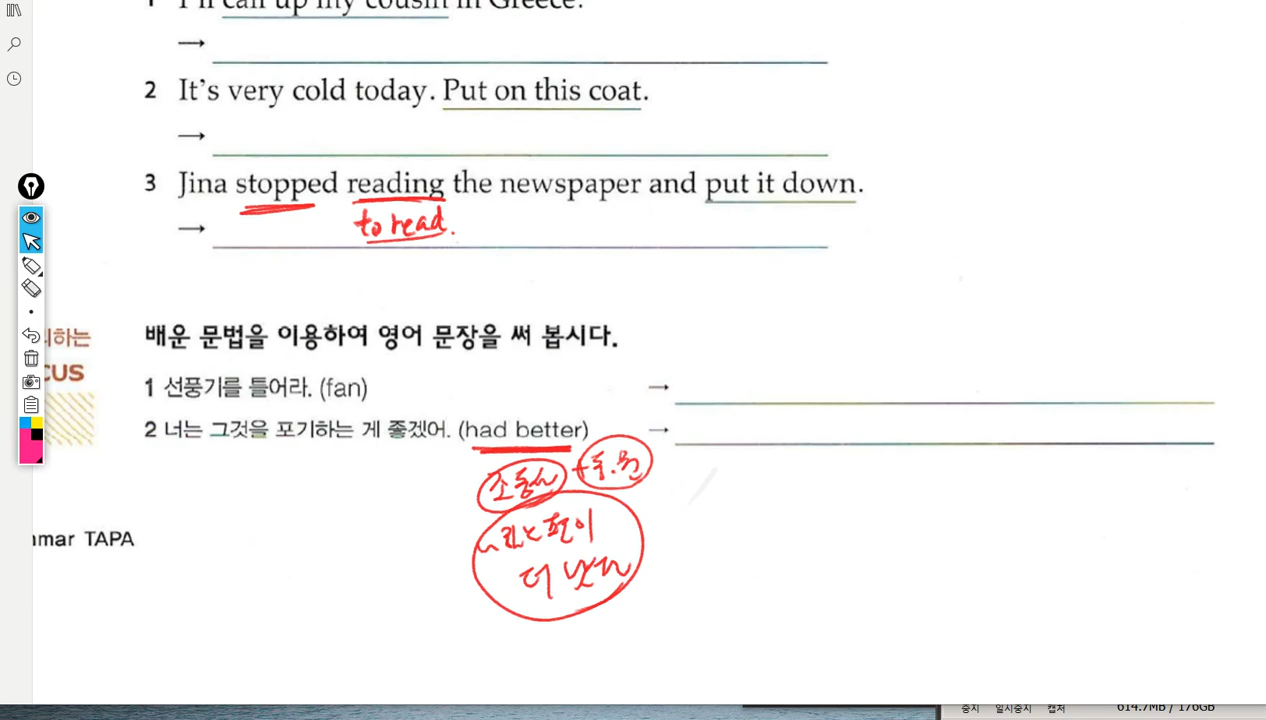 I'll call up my cousin in Greece.
→
2 It's very cold today. Put on this coat.
→
3 Jina stopped reading the newspaper and put it down.
to read.
→
하는
CUS
배운 문법을 이용하여 영어 문장을 써 봅시다.
1 선풍기를 틀어라. (fan) →
2 너는 그것을 포기하는 게 좋겠어. (had better) →
조동사 + 동.원
는 편이
더 낫다
mmar TAPA
중지 일시중지 캡처 614.7MB / 176GB